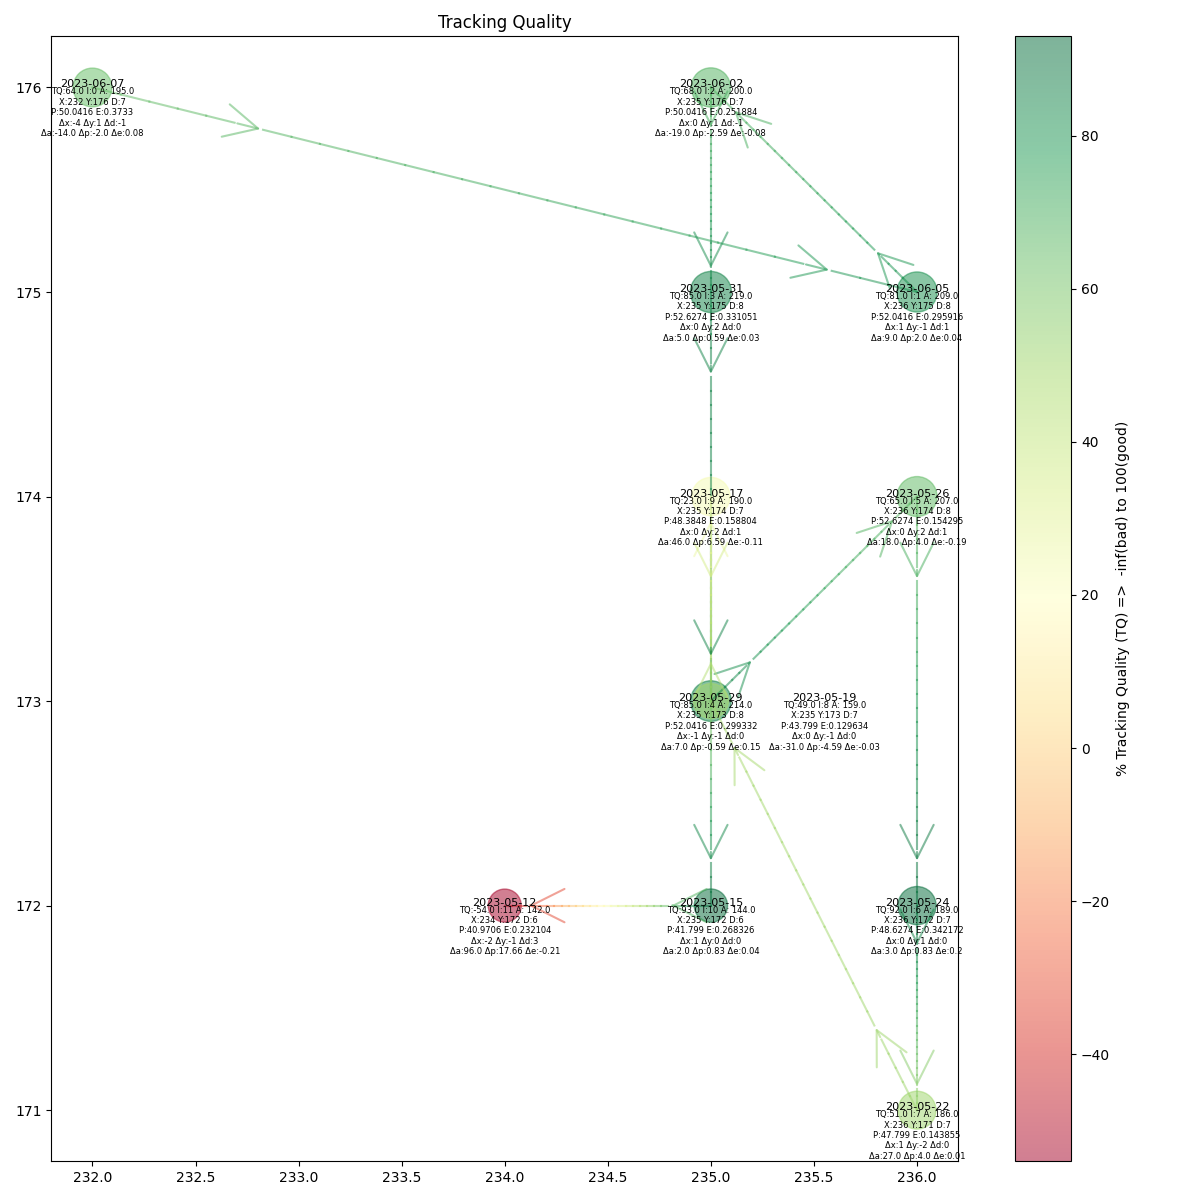 Tracking Quality
176
175
174
173
172
171
232.0
232.5
233.0
233.5
234.0
234.5
235.0
235.5
236.0
2023-06-07
TQ:64.0 I:0 A: 195.0
X:232 Y:176 D:7
P:50.0416 E:0.3733
Δx:-4 Δy:1 Δd:-1
Δa:-14.0 Δp:-2.0 Δe:0.08
2023-06-02
TQ:68.0 I:2 A: 200.0
X:235 Y:176 D:7
P:50.0416 E:0.251884
Δx:0 Δy:1 Δd:-1
Δa:-19.0 Δp:-2.59 Δe:-0.08
2023-05-31
TQ:85.0 I:3 A: 219.0
X:235 Y:175 D:8
P:52.6274 E:0.331051
Δx:0 Δy:2 Δd:0
Δa:5.0 Δp:0.59 Δe:0.03
2023-06-05
TQ:81.0 I:1 A: 209.0
X:236 Y:175 D:8
P:52.0416 E:0.295916
Δx:1 Δy:-1 Δd:1
Δa:9.0 Δp:2.0 Δe:0.04
2023-05-17
TQ:23.0 I:9 A: 190.0
X:235 Y:174 D:7
P:48.3848 E:0.158804
Δx:0 Δy:2 Δd:1
Δa:46.0 Δp:6.59 Δe:-0.11
2023-05-26
TQ:65.0 I:5 A: 207.0
X:236 Y:174 D:8
P:52.6274 E:0.154295
Δx:0 Δy:2 Δd:1
Δa:18.0 Δp:4.0 Δe:-0.19
2023-05-29
TQ:85.0 I:4 A: 214.0
X:235 Y:173 D:8
P:52.0416 E:0.299332
Δx:-1 Δy:-1 Δd:0
Δa:7.0 Δp:-0.59 Δe:0.15
2023-05-19
TQ:49.0 I:8 A: 159.0
X:235 Y:173 D:7
P:43.799 E:0.129634
Δx:0 Δy:-1 Δd:0
Δa:-31.0 Δp:-4.59 Δe:-0.03
2023-05-12
TQ:-54.0 I:11 A: 142.0
X:234 Y:172 D:6
P:40.9706 E:0.232104
Δx:-2 Δy:-1 Δd:3
Δa:96.0 Δp:17.66 Δe:-0.21
2023-05-15
TQ:93.0 I:10 A: 144.0
X:235 Y:172 D:6
P:41.799 E:0.268326
Δx:1 Δy:0 Δd:0
Δa:2.0 Δp:0.83 Δe:0.04
2023-05-24
TQ:92.0 I:6 A: 189.0
X:236 Y:172 D:7
P:48.6274 E:0.342172
Δx:0 Δy:1 Δd:0
Δa:3.0 Δp:0.83 Δe:0.2
2023-05-22
TQ:51.0 I:7 A: 186.0
X:236 Y:171 D:7
P:47.799 E:0.143855
Δx:1 Δy:-2 Δd:0
Δa:27.0 Δp:4.0 Δe:0.01
80
60
40
20
0
−20
−40
% Tracking Quality (TQ) => -inf(bad) to 100(good)